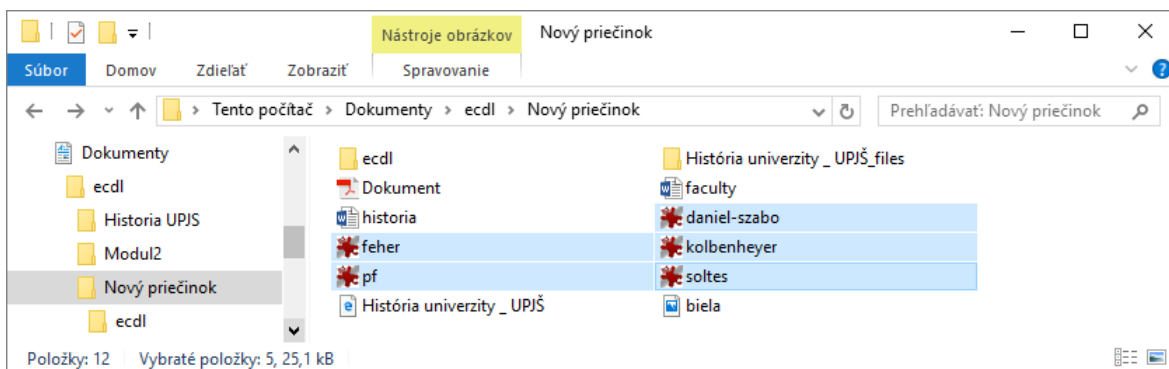 Nástroje obrázkov Nový priečinok
Súbor Domov Zdieľať Zobraziť Spravovanie
Tento počítač > Dokumenty > ecdl > Nový priečinok Prehľadávať: Nový priečinok
Dokumenty
ecdl
Historia UPJS
Modul2
Nový priečinok
ecdl
ecdl História univerzity _ UPJŠ_files
Dokument faculty
historia daniel-szabo
feher kolbenheyer
pf soltes
História univerzity _ UPJŠ biela
Položky: 12 Vybraté položky: 5, 25,1 kB